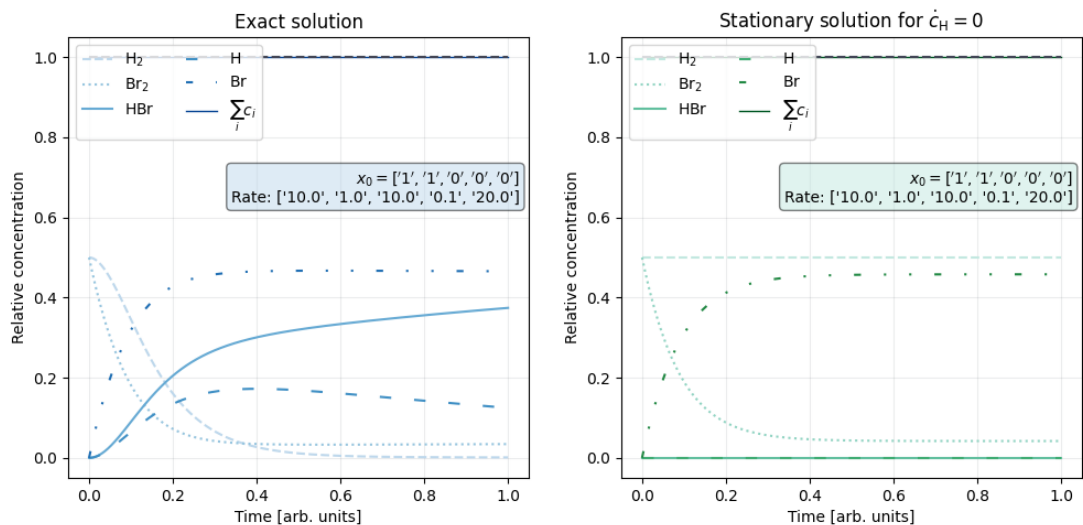 Exact solution
1.0
0.8
0.6
0.4
0.2
0.0
Relative concentration
H₂
Br₂
HBr
H
Br
∑cᵢ
i
x₀ = ['1', '1', '0', '0', '0']
Rate: ['10.0', '1.0', '10.0', '0.1', '20.0']
0.0 0.2 0.4 0.6 0.8 1.0
Time [arb. units]
Stationary solution for ċ_H = 0
1.0
0.8
0.6
0.4
0.2
0.0
Relative concentration
H₂
Br₂
HBr
H
Br
∑cᵢ
i
x₀ = ['1', '1', '0', '0', '0']
Rate: ['10.0', '1.0', '10.0', '0.1', '20.0']
0.0 0.2 0.4 0.6 0.8 1.0
Time [arb. units]